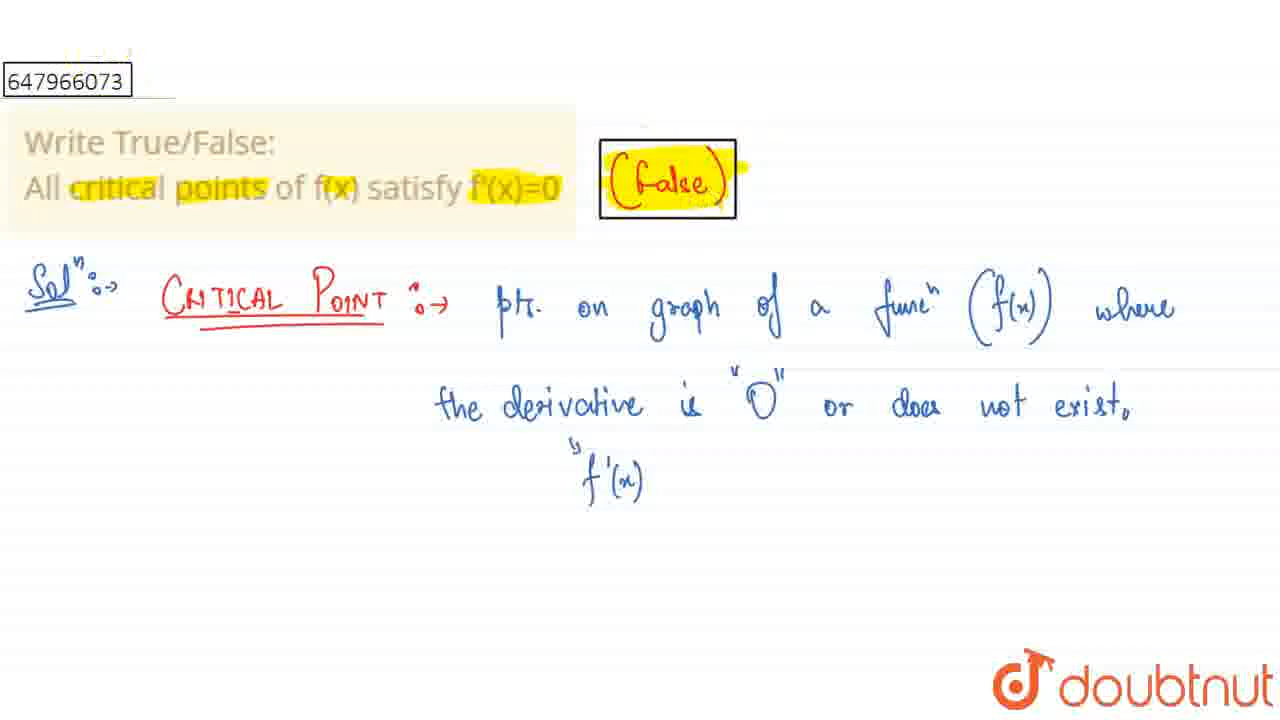 647966073
Write True/False:
All critical points of f(x) satisfy f'(x)=0
(False)
Solⁿ :→ CRITICAL POINT :→ pt. on graph of a funcⁿ (f(x)) where
the derivative is "0" or does not exist.
f'(x)
doubtnut